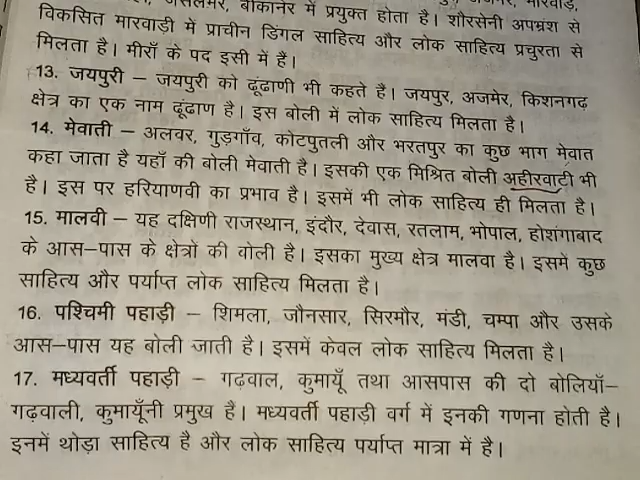 जैसलमेर, बीकानेर में प्रयुक्त होता है। शौरसेनी अपभ्रंश से
विकसित मारवाड़ी में प्राचीन डिंगल साहित्य और लोक साहित्य प्रचुरता से
मिलता है। मीराँ के पद इसी में हैं।
13. जयपुरी – जयपुरी को ढूंढाणी भी कहते हैं। जयपुर, अजमेर, किशनगढ़
क्षेत्र का एक नाम ढूंढाण है। इस बोली में लोक साहित्य मिलता है।
14. मेवाती – अलवर, गुड़गाँव, कोटपुतली और भरतपुर का कुछ भाग मेवात
कहा जाता है यहाँ की बोली मेवाती है। इसकी एक मिश्रित बोली अहीरवाटी भी
है। इस पर हरियाणवी का प्रभाव है। इसमें भी लोक साहित्य ही मिलता है।
15. मालवी – यह दक्षिणी राजस्थान, इंदौर, देवास, रतलाम, भोपाल, होशंगाबाद
के आस–पास के क्षेत्रों की बोली है। इसका मुख्य क्षेत्र मालवा है। इसमें कुछ
साहित्य और पर्याप्त लोक साहित्य मिलता है।
16. पश्चिमी पहाड़ी – शिमला, जौनसार, सिरमौर, मंडी, चम्पा और उसके
आस–पास यह बोली जाती है। इसमें केवल लोक साहित्य मिलता है।
17. मध्यवर्ती पहाड़ी – गढ़वाल, कुमायूँ तथा आसपास की दो बोलियाँ–
गढ़वाली, कुमायूँनी प्रमुख हैं। मध्यवर्ती पहाड़ी वर्ग में इनकी गणना होती है।
इनमें थोड़ा साहित्य है और लोक साहित्य पर्याप्त मात्रा में है।